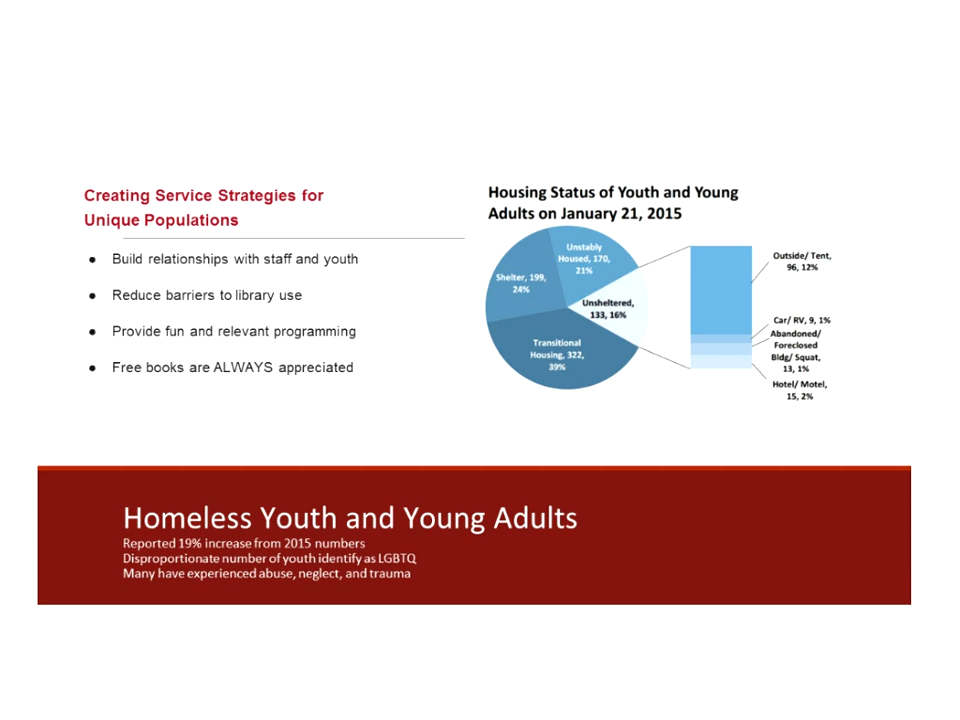 Creating Service Strategies for
Unique Populations
● Build relationships with staff and youth
● Reduce barriers to library use
● Provide fun and relevant programming
● Free books are ALWAYS appreciated
Housing Status of Youth and Young
Adults on January 21, 2015
Unstably
Housed, 170,
21%
Shelter, 199,
24%
Unsheltered,
133, 16%
Transitional
Housing, 322,
39%
Outside/ Tent,
96, 12%
Car/ RV, 9, 1%
Abandoned/
Foreclosed
Bldg/ Squat,
13, 1%
Hotel/ Motel,
15, 2%
Homeless Youth and Young Adults
Reported 19% increase from 2015 numbers
Disproportionate number of youth identify as LGBTQ
Many have experienced abuse, neglect, and trauma